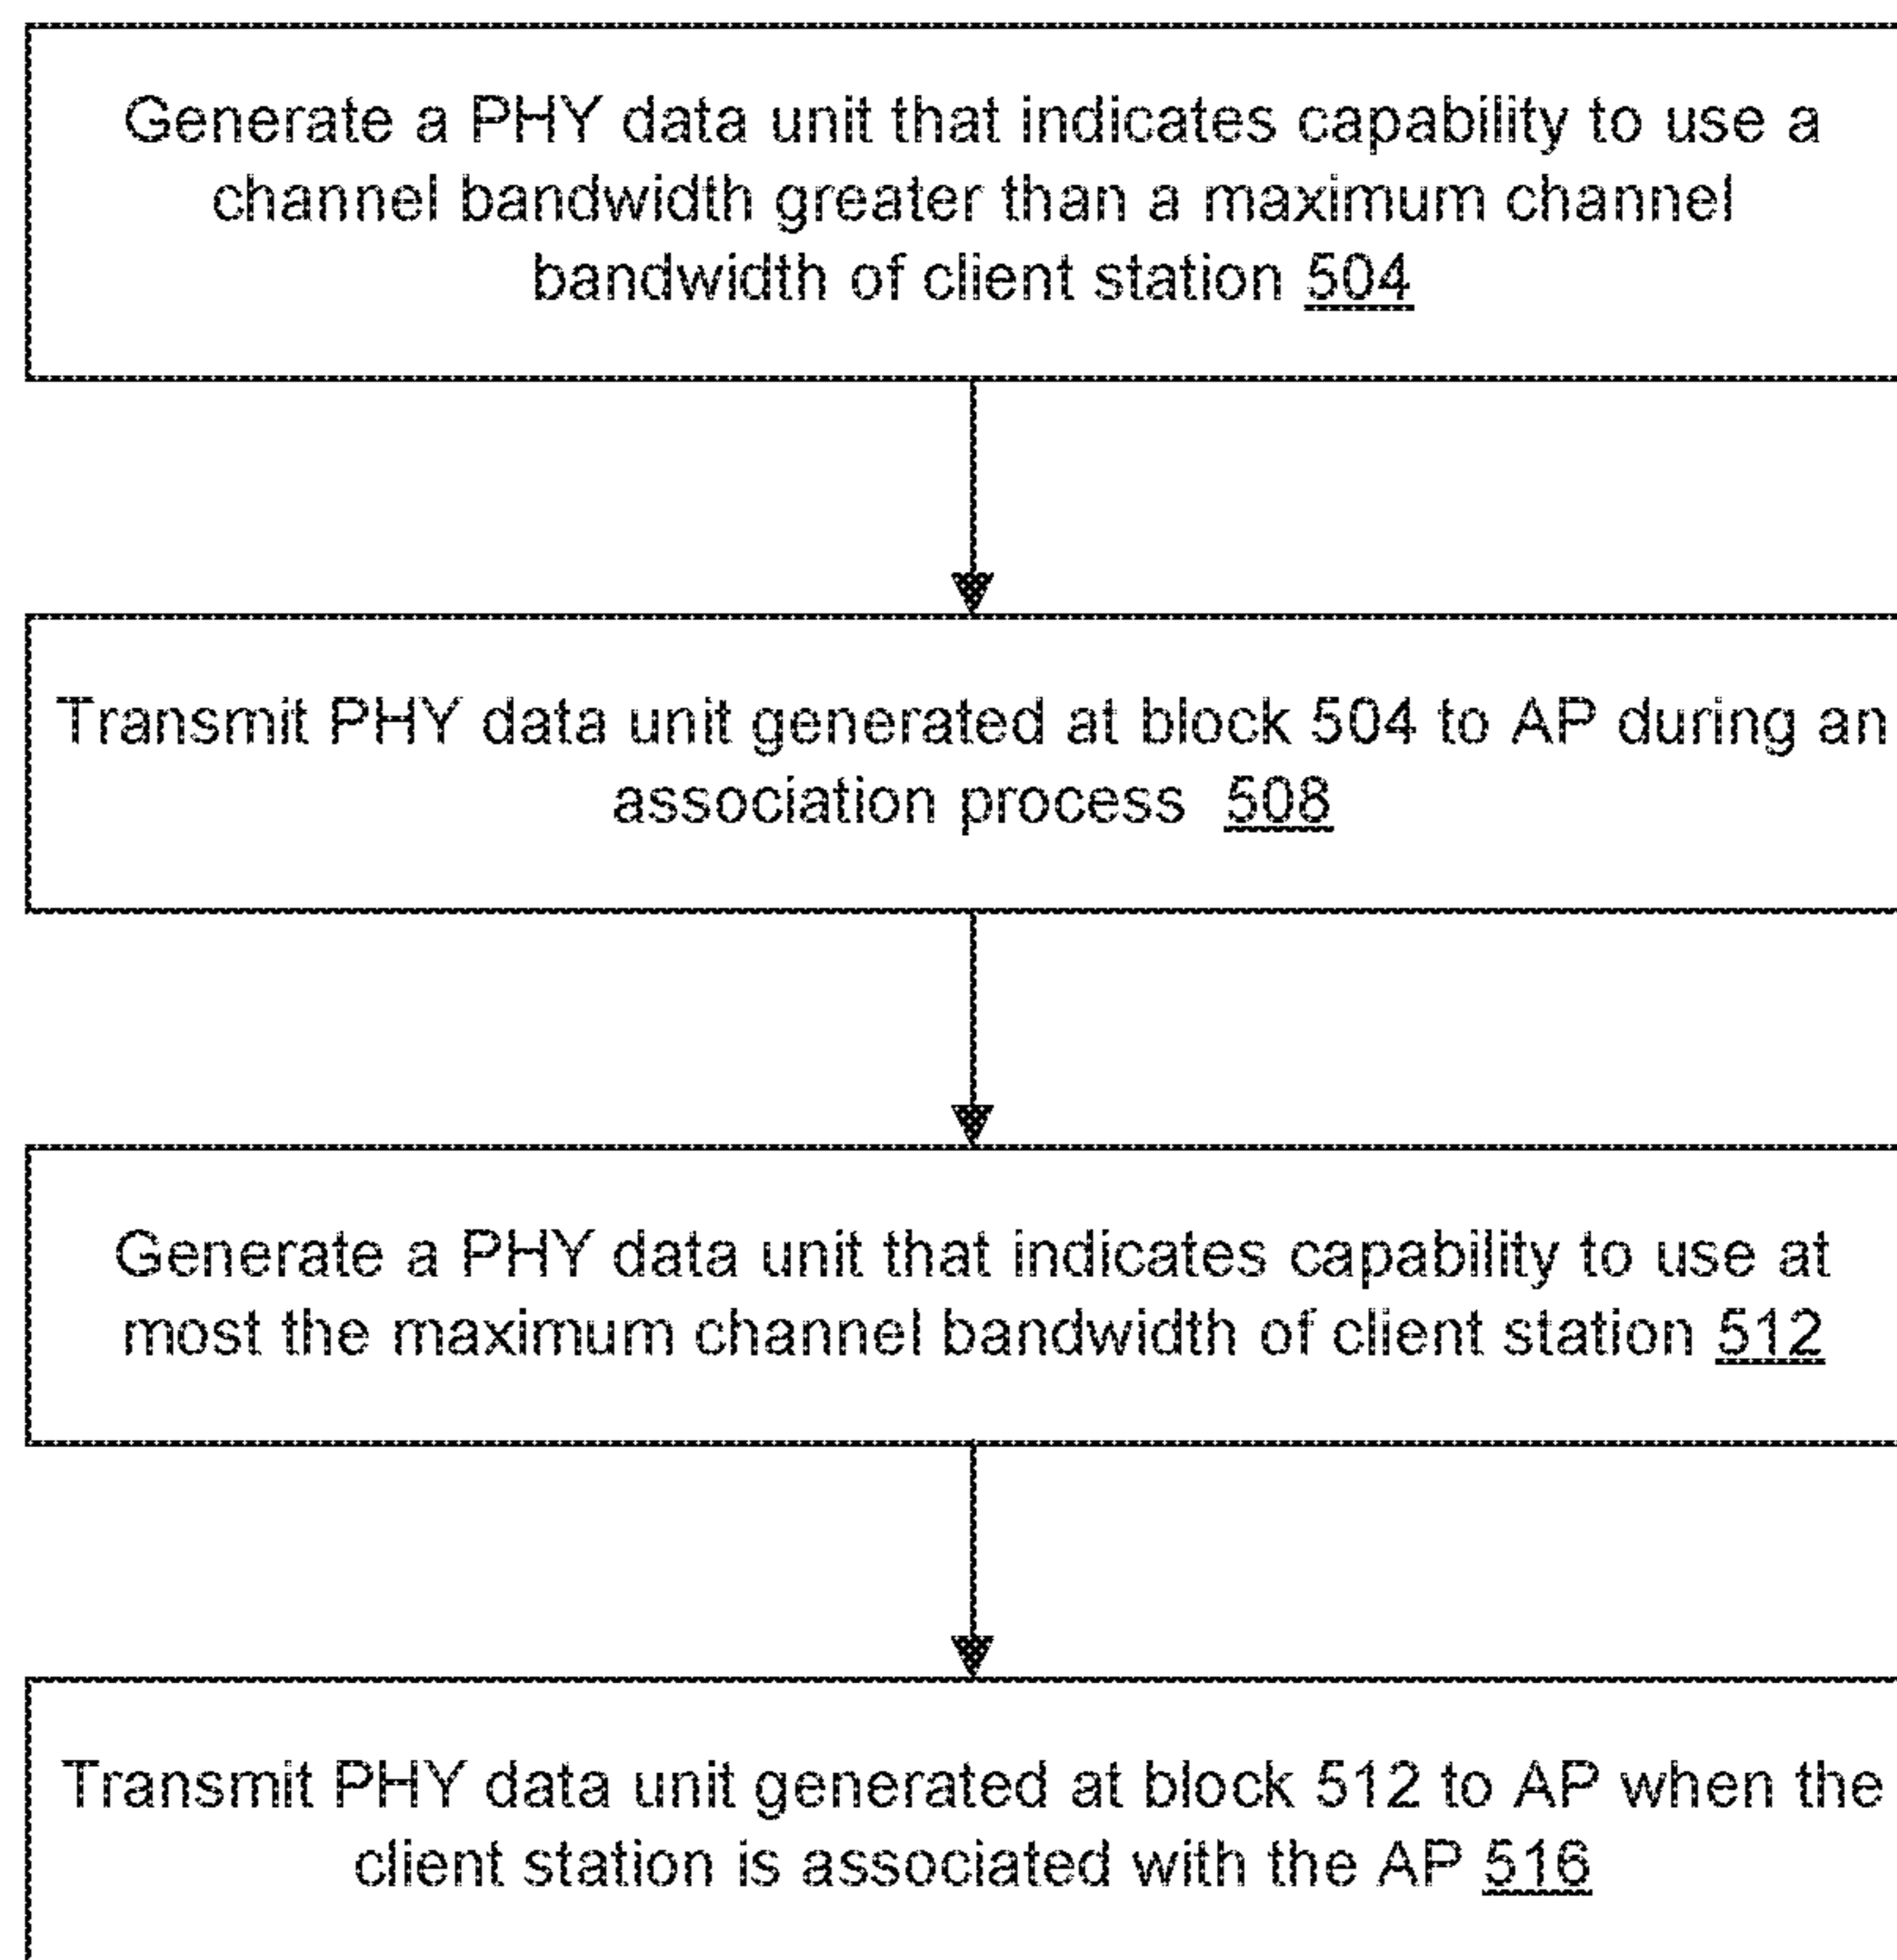 Generate a PHY data unit that indicates capability to use a
channel bandwidth greater than a maximum channel
bandwidth of client station 504
Transmit PHY data unit generated at block 504 to AP during an
association process 508
Generate a PHY data unit that indicates capability to use at
most the maximum channel bandwidth of client station 512
Transmit PHY data unit generated at block 512 to AP when the
client station is associated with the AP 516